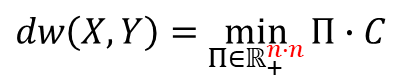 dw(X, Y) = min Π · C
Π∈ℝ₊ⁿ˙ⁿ